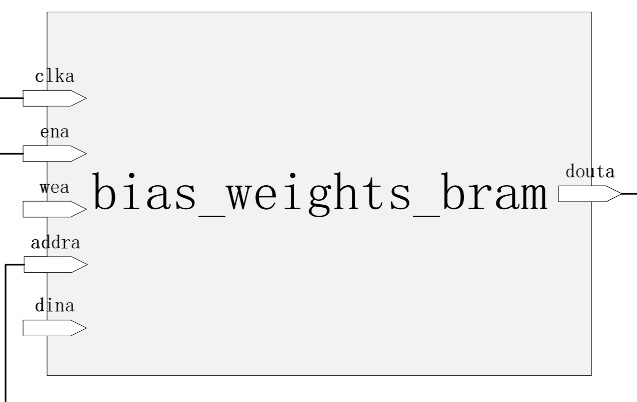 clka
ena
wea
addra
dina
bias_weights_bram
douta